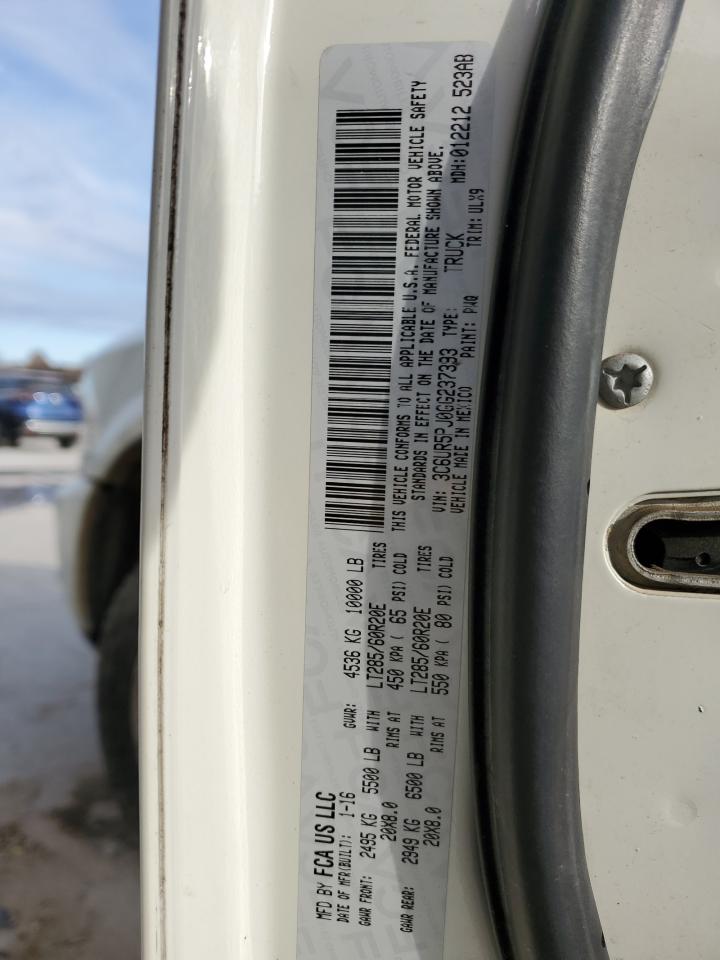 MFD BY FCA US LLC
DATE OF MFR(BUILT): 1-16 GVWR: 4536 KG 10000 LB
GAWR FRONT: 2495 KG 5500 LB WITH LT285/60R20E TIRES
20X8.0 RIMS AT 450 KPA ( 65 PSI) COLD
GAWR REAR: 2949 KG 6500 LB WITH LT285/60R20E TIRES
20X8.0 RIMS AT 550 KPA ( 80 PSI) COLD
THIS VEHICLE CONFORMS TO ALL APPLICABLE U.S.A. FEDERAL MOTOR VEHICLE SAFETY
STANDARDS IN EFFECT ON THE DATE OF MANUFACTURE SHOWN ABOVE.
VIN: 3C6UR5PJ0GG237393 TYPE: TRUCK MDH:012212 523AB
VEHICLE MADE IN MEXICO PAINT: PWQ TRIM: ULX9